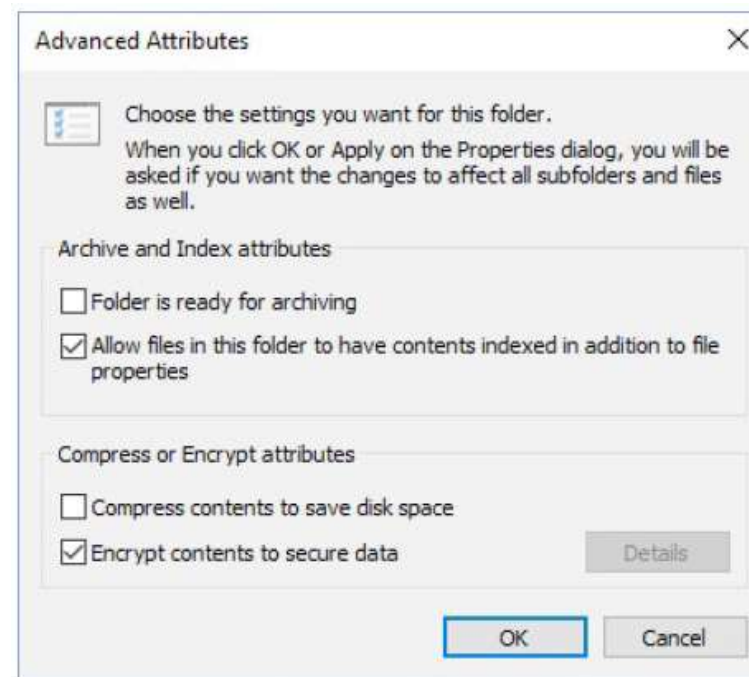 Advanced Attributes
Choose the settings you want for this folder.
When you click OK or Apply on the Properties dialog, you will be
asked if you want the changes to affect all subfolders and files
as well.
Archive and Index attributes
Folder is ready for archiving
Allow files in this folder to have contents indexed in addition to file
properties
Compress or Encrypt attributes
Compress contents to save disk space
Encrypt contents to secure data
Details
OK
Cancel